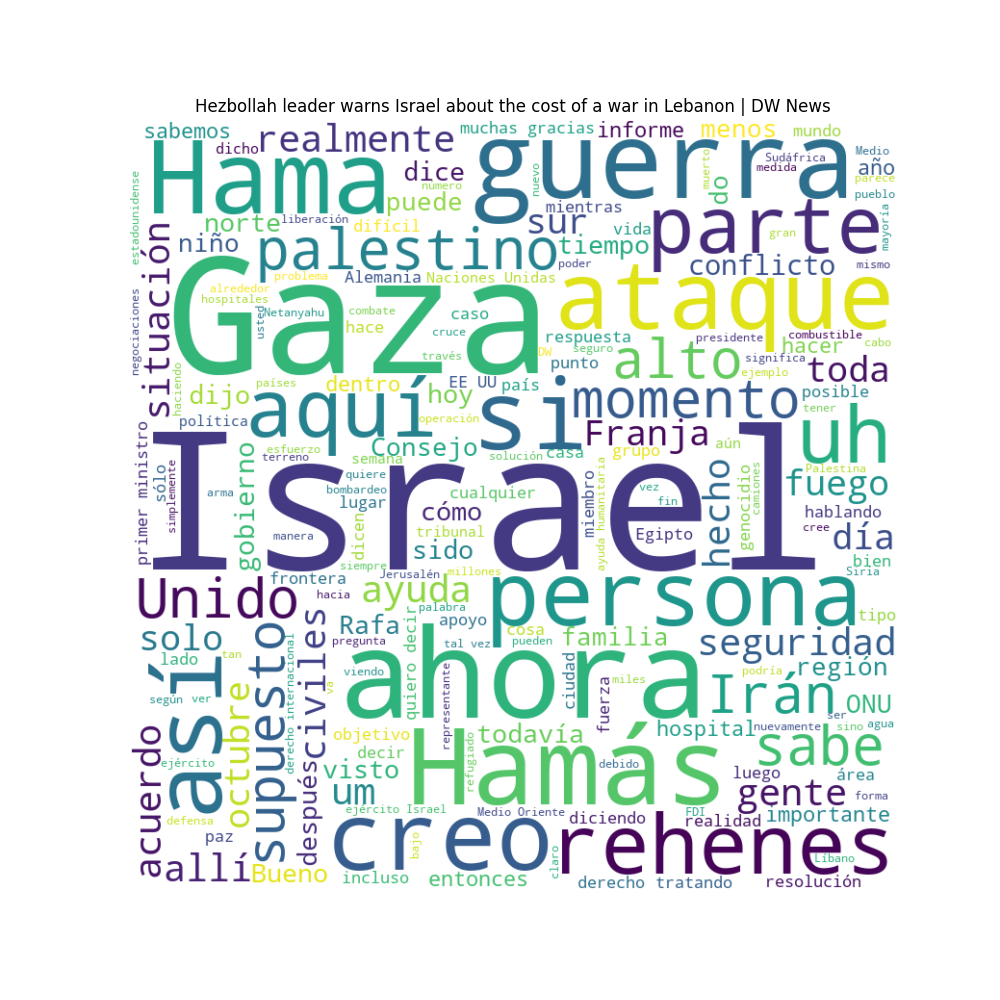 Hezbollah leader warns Israel about the cost of a war in Lebanon | DW News
sabemos
dicho
realmente
muchas gracias
informe
menos
mundo
Hama
dice
guerra
nuevo
muerto
Sudáfrica
medida
Medio
año
parece
estadounidense
número
puede
mientras
do
pueblo
norte
liberación
difícil
sur
vida
parte
gran
mayoría
situación
niño
palestino
tiempo
poder
conflicto
mismo
problema
Alemania
Naciones Unidas
negociaciones
alrededor
hospitales
Gaza
ataque
usted
Netanyahu
combate
hace
caso
cruce
respuesta
seguro
presidente
combustible
cabo
través
DW
punto
alto
hacer
significa
ejemplo
toda
haciendo
países
dentro
EE UU
país
dijo
hoy
momento
posible
tener
política
aquí
operación
si
Franja
aún
uh
primer ministro
sólo
simplemente
esfuerzo
terreno
Consejo
semana
solución
casa
grupo
Palestina
gobierno
quiere
bombardeo
arma
lugar
cualquier
vez
fin
fuego
hecho
genocidio
camiones
Israel
manera
dicen
cómo
tribunal
miembro
ayuda humanitaria
Egipto
hablando
cree
día
sido
siempre
Jerusalén
millones
bien
Siria
frontera
hacia
Unido
ayuda
palabra
persona
tipo
solo
supuesto
civiles
Rafa
apoyo
cosa
pregunta
tal vez
pueden
familia
seguridad
lado
tan
así
derecho internacional
quiero decir
viendo
ahora
ciudad
podría
región
según
ver
va
representante
fuerza
miles
Irán
ONU
octubre
objetivo
todavía
hospital
nuevamente
ser
sino
agua
acuerdo
ejército
después
decir
refugiado
Hamás
sabe
visto
debido
luego
área
um
gente
forma
defensa
ejército Israel
Medio Oriente
diciendo
FDI
realidad
importante
paz
bajo
creo
claro
rehenes
Líbano
allí
Bueno
incluso
entonces
derecho
tratando
resolución